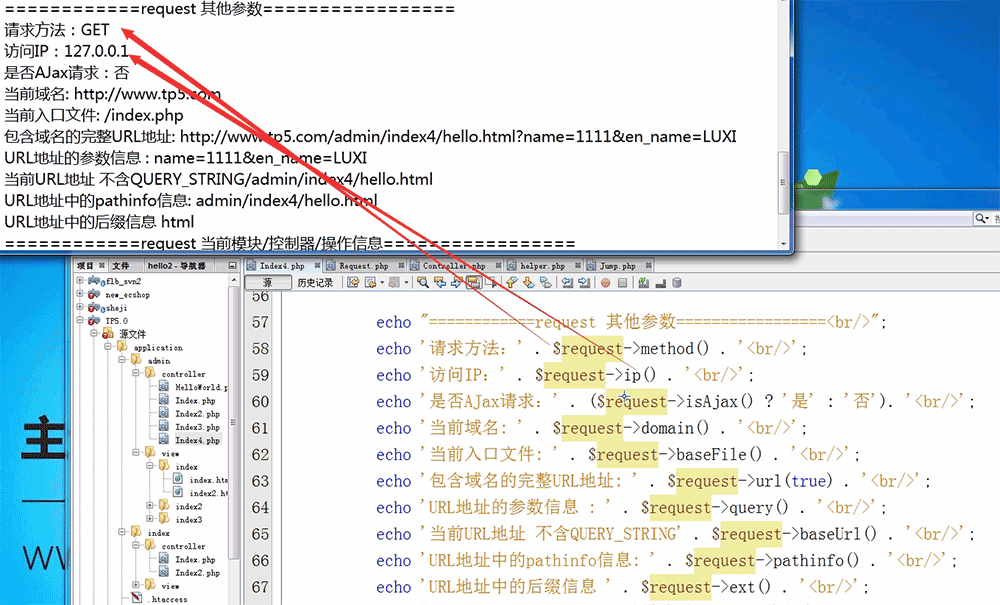 ============request 其他参数=================
请求方法：GET
访问IP：127.0.0.1
是否AJax请求：否
当前域名: http://www.tp5.com
当前入口文件: /index.php
包含域名的完整URL地址: http://www.tp5.com/admin/index4/hello.html?name=1111&en_name=LUXI
URL地址的参数信息 : name=1111&en_name=LUXI
当前URL地址 不含QUERY_STRING/admin/index4/hello.html
URL地址中的pathinfo信息: admin/index4/hello.html
URL地址中的后缀信息 html
============request 当前模块/控制器/操作信息=================
项目 文件 hello2 - 导航器
flb_svn2
new_ecshop
sheji
TP5.0
源文件
application
admin
controller
HelloWorld.p
Index.php
Index2.php
Index3.php
Index4.php
view
index
index.htm
index2.h
index2
index3
index
controller
Index.php
Index2.php
view
.htaccess
Index4.php Request.php Controller.php helper.php Jump.php
源 历史记录
56
57 echo "============request 其他参数=================<br/>";
58 echo '请求方法：' . $request->method() . '<br/>';
59 echo '访问IP：' . $request->ip() . '<br/>';
60 echo '是否AJax请求：' . ($request->isAjax() ? '是' : '否'). '<br/>';
61 echo '当前域名: ' . $request->domain() . '<br/>';
62 echo '当前入口文件: ' . $request->baseFile() . '<br/>';
63 echo '包含域名的完整URL地址: ' . $request->url(true) . '<br/>';
64 echo 'URL地址的参数信息 : ' . $request->query() . '<br/>';
65 echo '当前URL地址 不含QUERY_STRING' . $request->baseUrl() . '<br/>';
66 echo 'URL地址中的pathinfo信息: ' . $request->pathinfo() . '<br/>';
67 echo 'URL地址中的后缀信息 ' . $request->ext() . '<br/>';
主